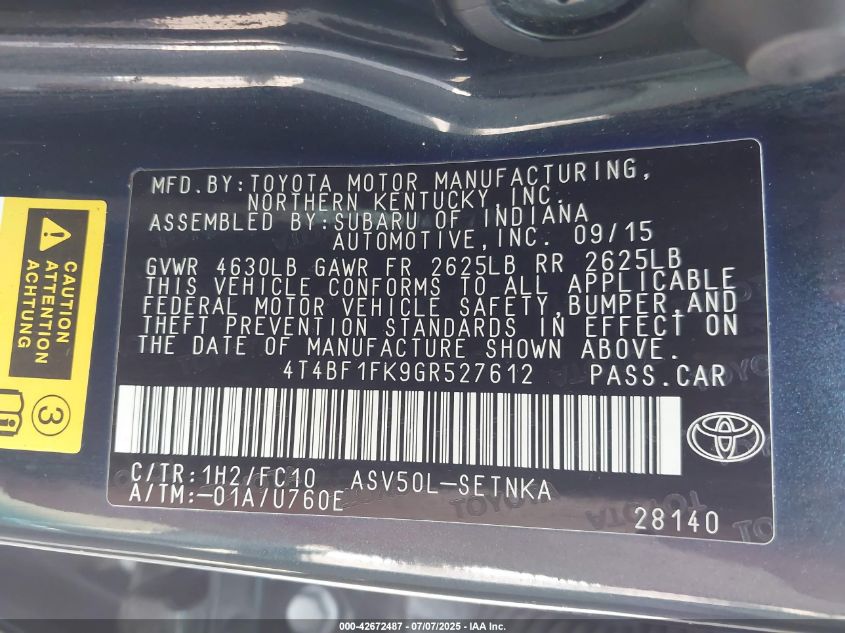 MFD.BY:TOYOTA MOTOR MANUFACTURING,
NORTHERN KENTUCKY,INC.
ASSEMBLED BY:SUBARU OF INDIANA
AUTOMOTIVE,INC. 09/15
GVWR 4630LB GAWR FR 2625LB RR 2625LB
THIS VEHICLE CONFORMS TO ALL APPLICABLE
FEDERAL MOTOR VEHICLE SAFETY,BUMPER,AND
THEFT PREVENTION STANDARDS IN EFFECT ON
THE DATE OF MANUFACTURE SHOWN ABOVE.
4T4BF1FK9GR527612 PASS.CAR
C/TR:1H2/FC10 ASV50L-SETNKA
A/TM:-01A/U760E
28140
CAUTION
ATTENTION
ACHTUNG
3
TOYOTA
TOYOTA
000-42672487 - 07/07/2025 - IAA Inc.